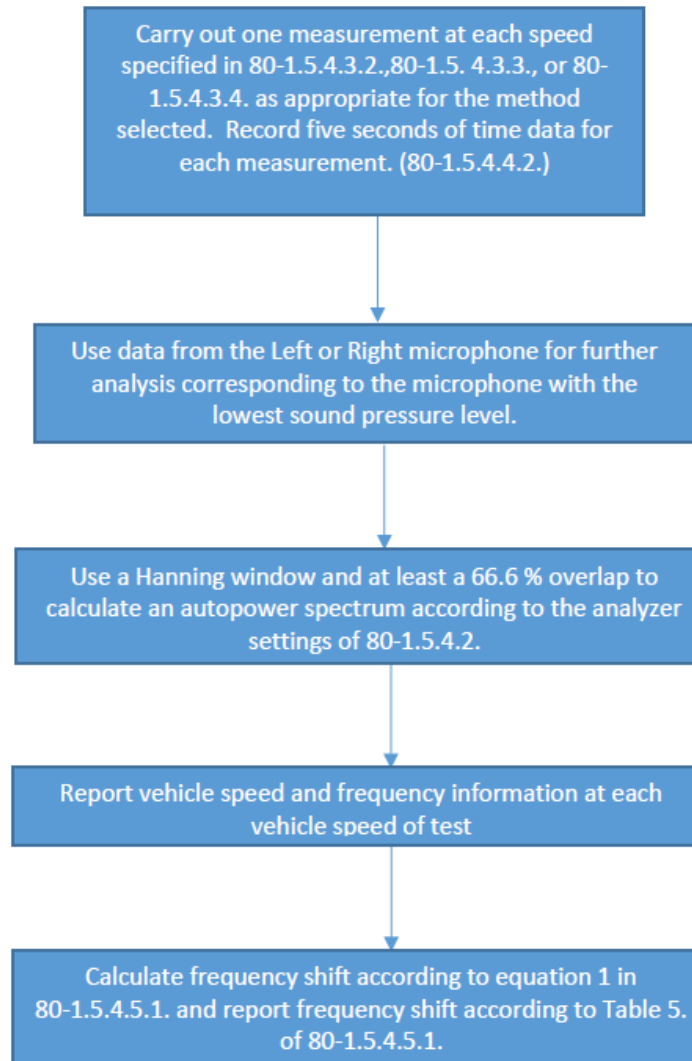 Carry out one measurement at each speed
specified in 80-1.5.4.3.2.,80-1.5. 4.3.3., or 80-
1.5.4.3.4. as appropriate for the method
selected.  Record five seconds of time data for
each measurement. (80-1.5.4.4.2.)
Use data from the Left or Right microphone for further
analysis corresponding to the microphone with the
lowest sound pressure level.
Use a Hanning window and at least a 66.6 % overlap to
calculate an autopower spectrum according to the analyzer
settings of 80-1.5.4.2.
Report vehicle speed and frequency information at each
vehicle speed of test
Calculate frequency shift according to equation 1 in
80-1.5.4.5.1. and report frequency shift according to Table 5.
of 80-1.5.4.5.1.